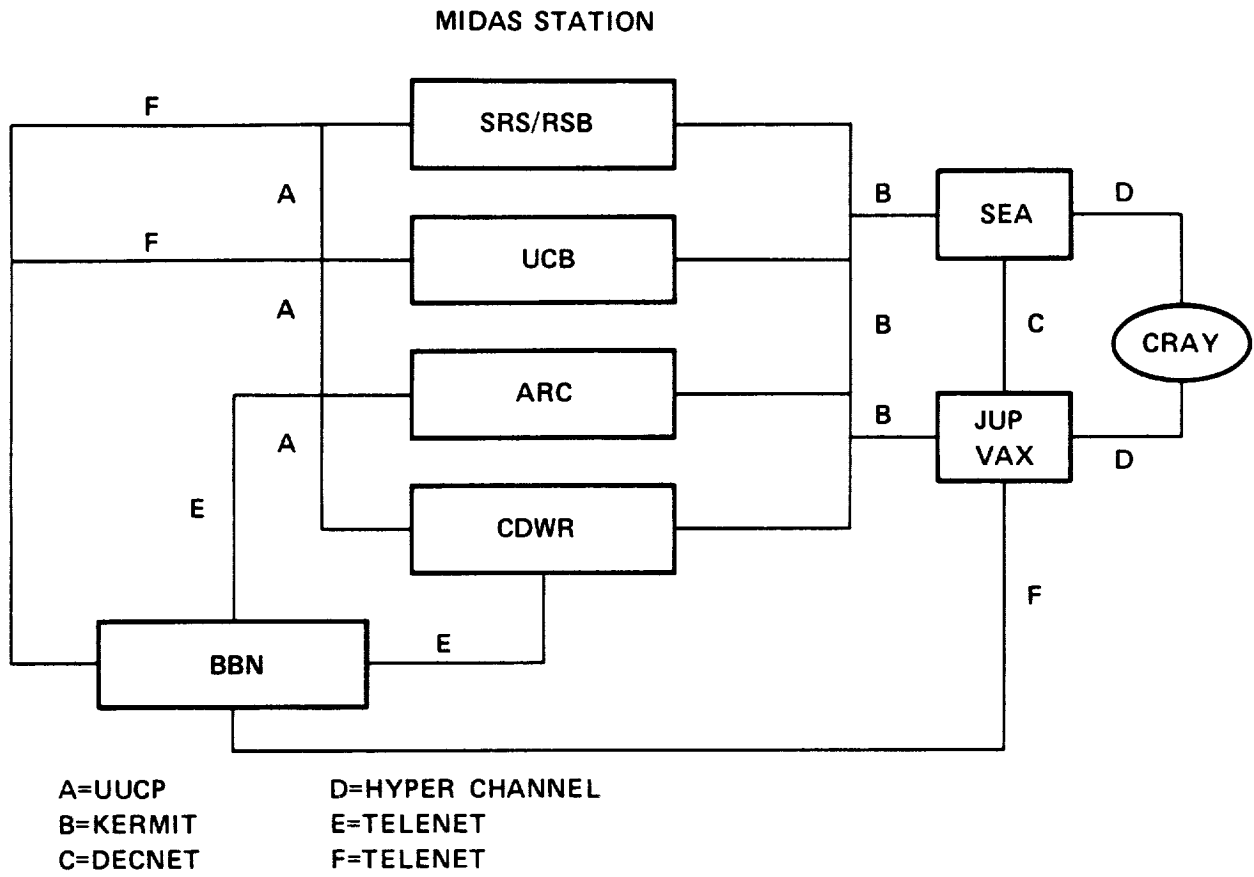 MIDAS STATION
F
SRS/RSB
A
B
SEA
D
F
UCB
A
B
C
CRAY
ARC
B
JUP
VAX
A
D
E
CDWR
F
BBN
E
A=UUCP
D=HYPER CHANNEL
B=KERMIT
E=TELENET
C=DECNET
F=TELENET